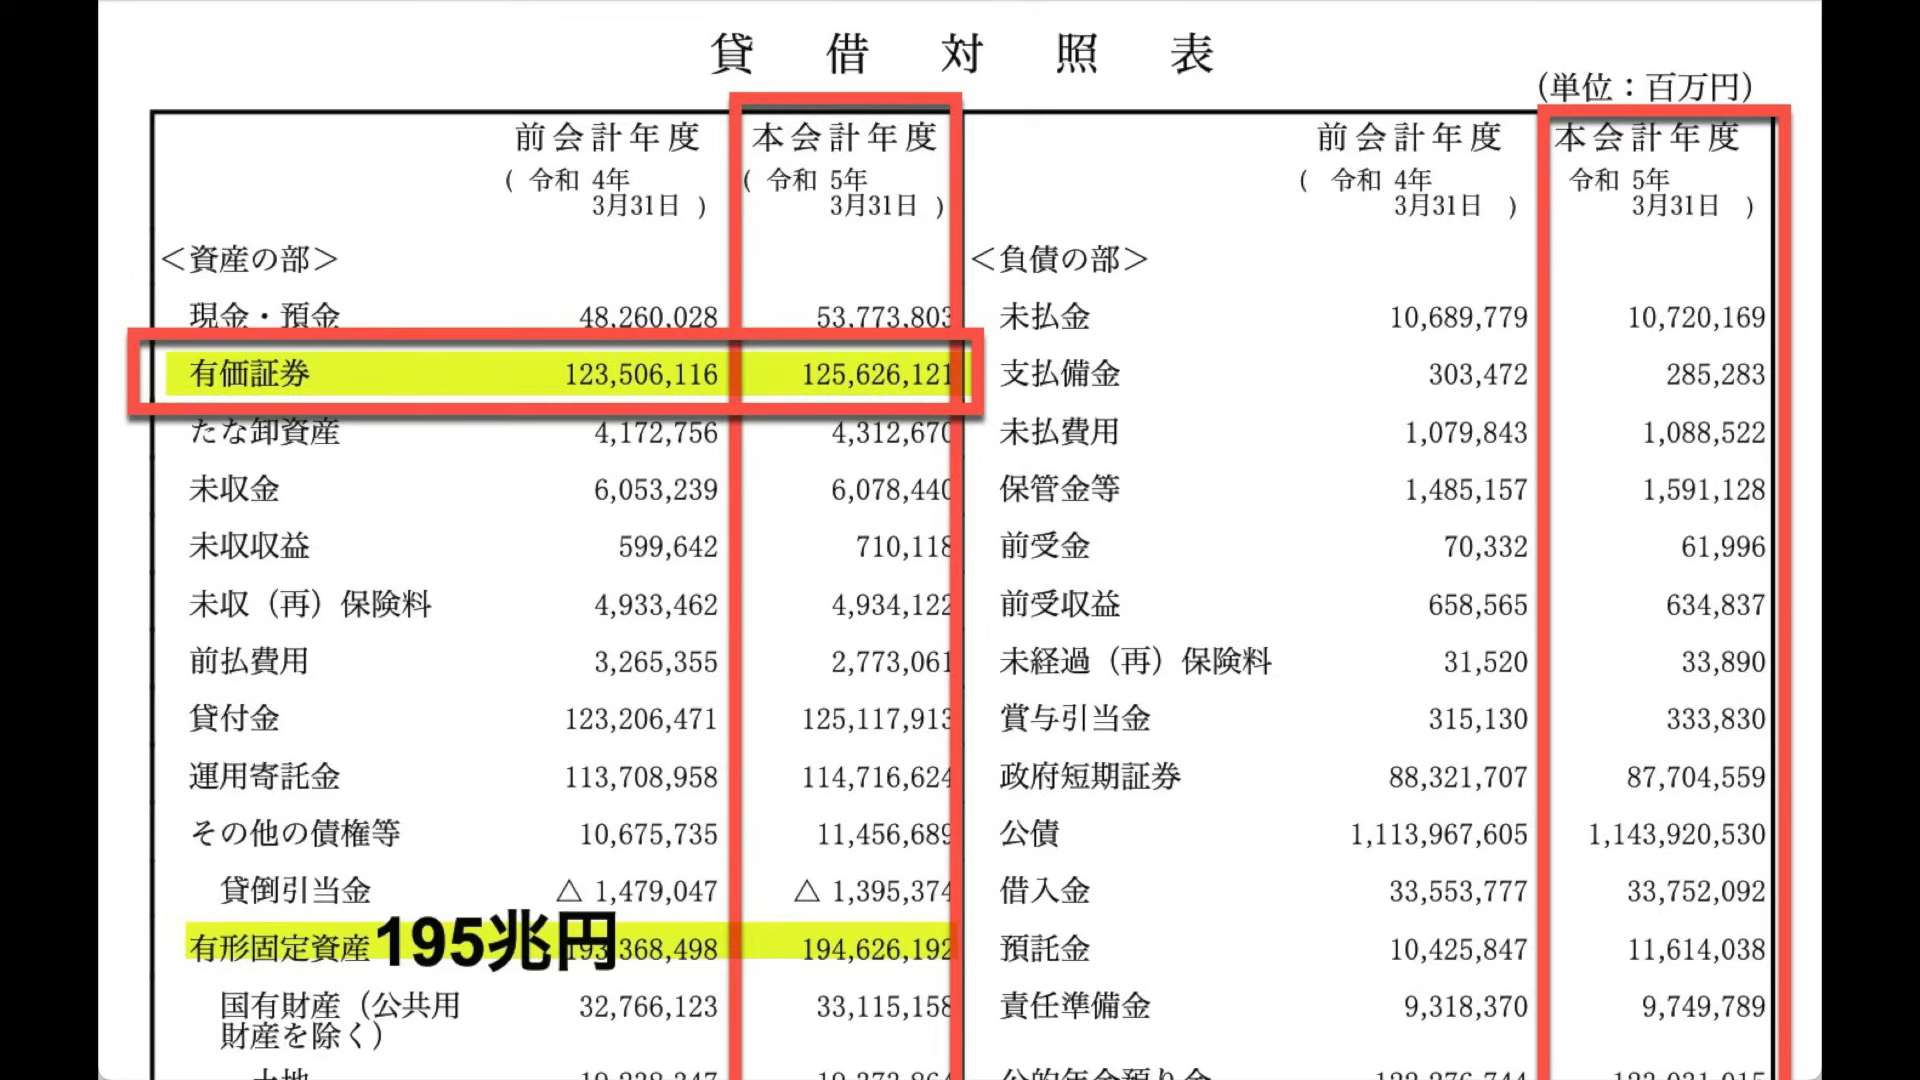 貸借対照表
(単位：百万円)
前会計年度 本会計年度 前会計年度 本会計年度
( 令和 4年 ( 令和 5年 ( 令和 4年 令和 5年
3月31日 ) 3月31日 ) 3月31日 ) 3月31日 )
＜資産の部＞ ＜負債の部＞
現金・預金 48,260,028 53,773,803 未払金 10,689,779 10,720,169
有価証券 123,506,116 125,626,121 支払備金 303,472 285,283
たな卸資産 4,172,756 4,312,670 未払費用 1,079,843 1,088,522
未収金 6,053,239 6,078,440 保管金等 1,485,157 1,591,128
未収収益 599,642 710,118 前受金 70,332 61,996
未収（再）保険料 4,933,462 4,934,122 前受収益 658,565 634,837
前払費用 3,265,355 2,773,061 未経過（再）保険料 31,520 33,890
貸付金 123,206,471 125,117,913 賞与引当金 315,130 333,830
運用寄託金 113,708,958 114,716,624 政府短期証券 88,321,707 87,704,559
その他の債権等 10,675,735 11,456,689 公債 1,113,967,605 1,143,920,530
貸倒引当金 △ 1,479,047 △ 1,395,374 借入金 33,553,777 33,752,092
有形固定資産 195兆円 193,368,498 194,626,192 預託金 10,425,847 11,614,038
国有財産（公共用 32,766,123 33,115,158 責任準備金 9,318,370 9,749,789
財産を除く）